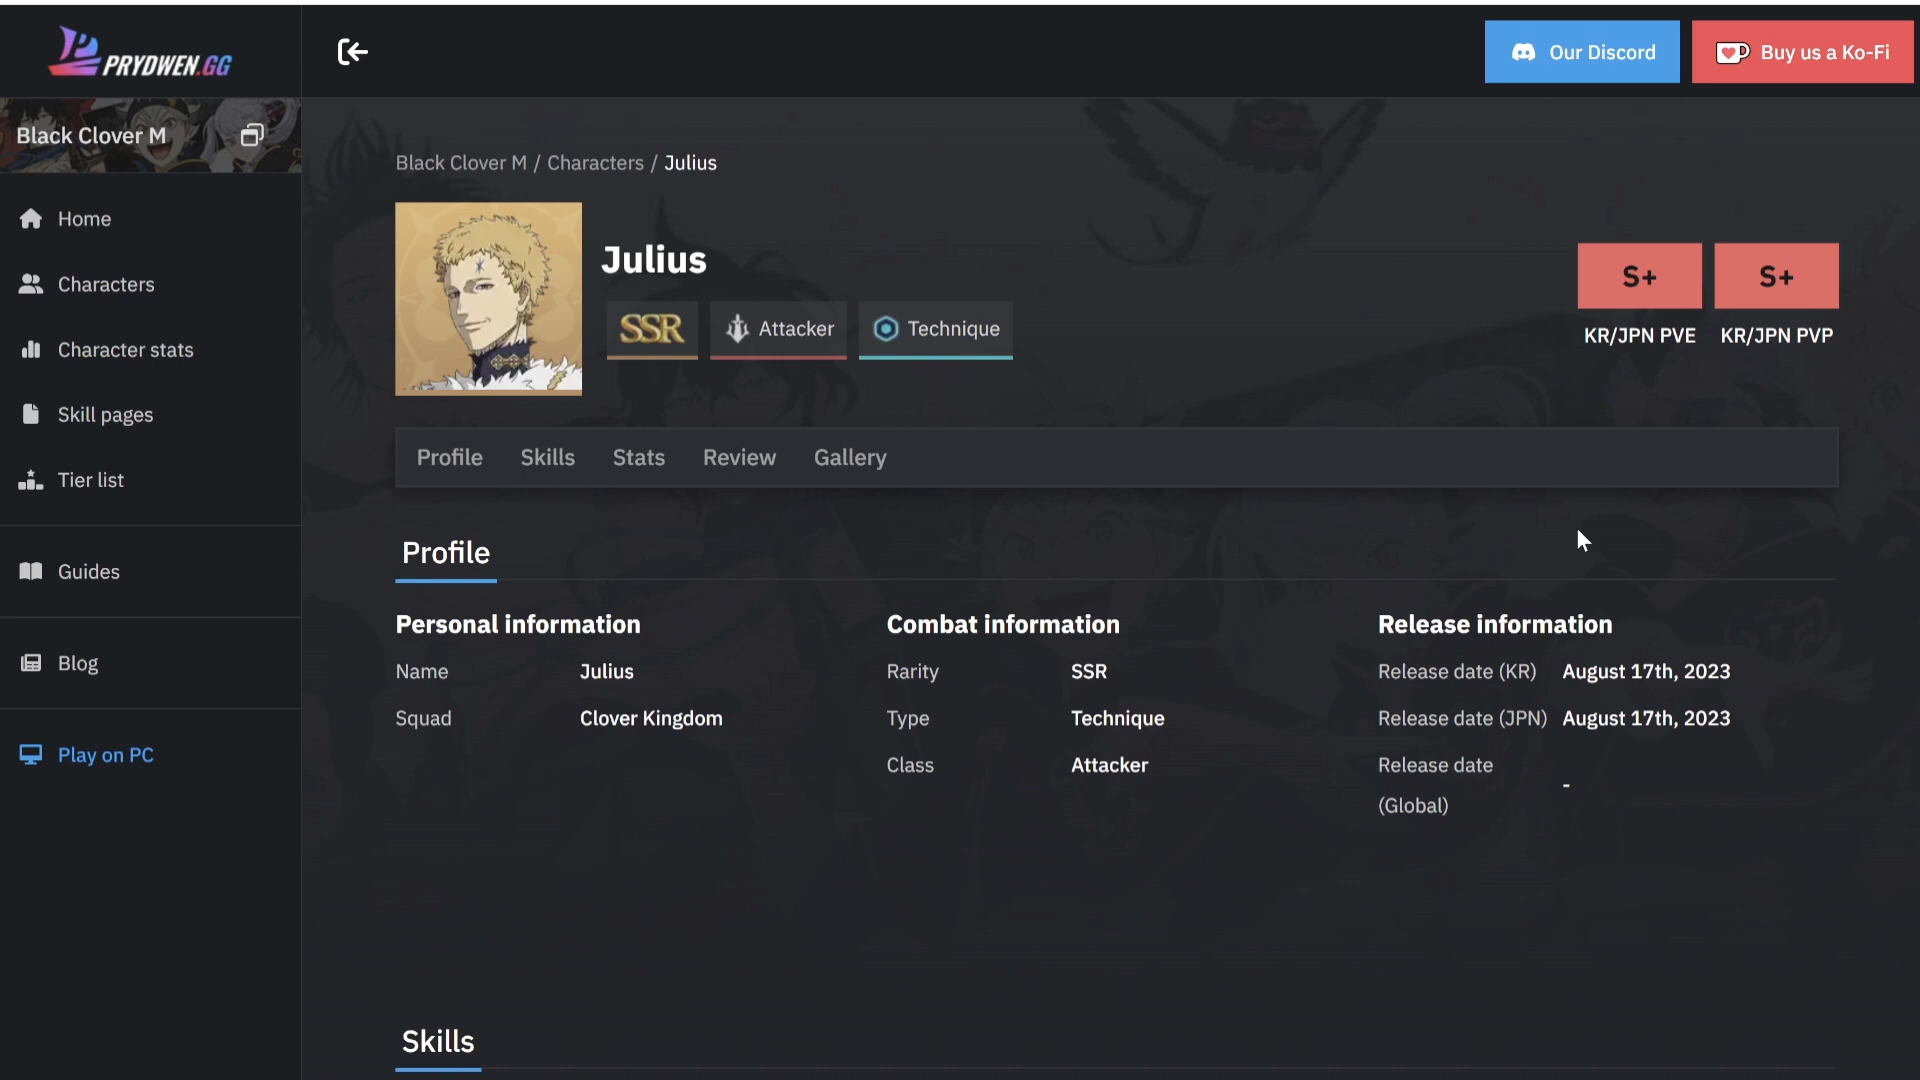 PRYDWEN.GG
Our Discord
Buy us a Ko-Fi
Black Clover M
Home
Characters
Character stats
Skill pages
Tier list
Guides
Blog
Play on PC
Black Clover M / Characters / Julius
Julius
SSR
Attacker
Technique
S+
S+
KR/JPN PVE
KR/JPN PVP
Profile
Skills
Stats
Review
Gallery
Profile
Personal information
Name Julius
Squad Clover Kingdom
Combat information
Rarity SSR
Type Technique
Class Attacker
Release information
Release date (KR) August 17th, 2023
Release date (JPN) August 17th, 2023
Release date
(Global)
-
Skills